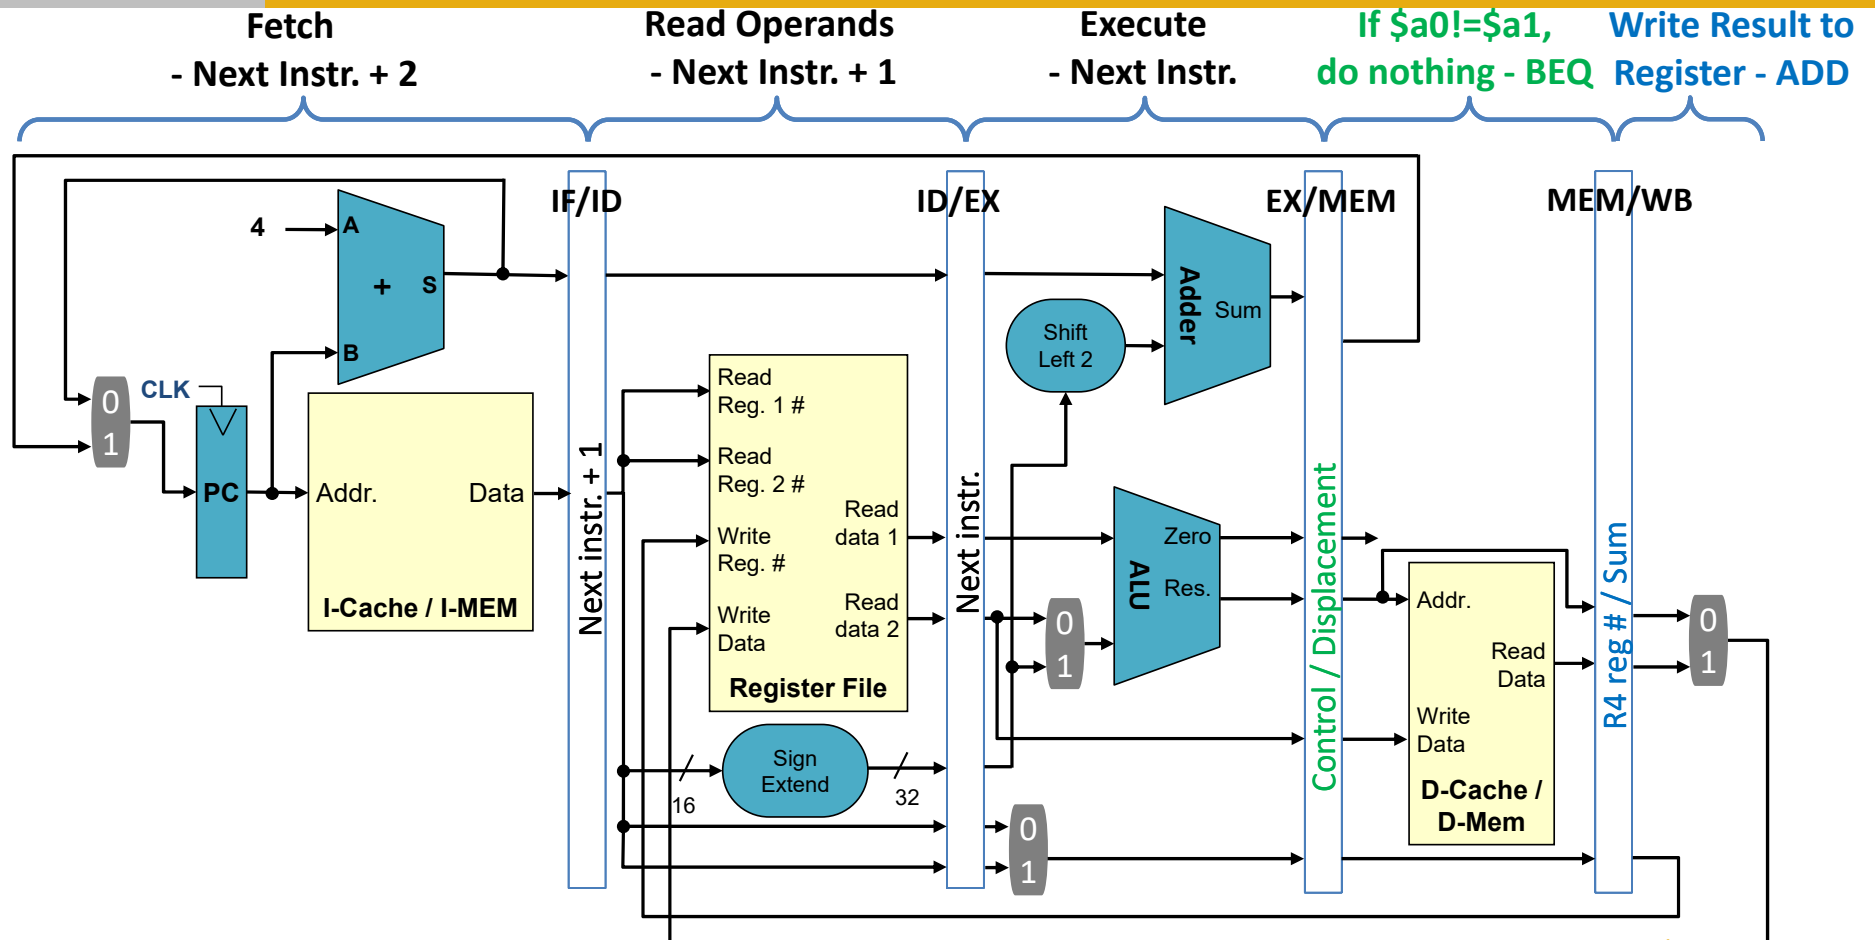 Fetch
- Next Instr. + 2
Read Operands
- Next Instr. + 1
Execute
- Next Instr.
If $a0!=$a1,
do nothing - BEQ
Write Result to
Register - ADD
IF/ID
ID/EX
EX/MEM
MEM/WB
4
A
B
+
S
CLK
0
1
PC
Addr.
Data
I-Cache / I-MEM
Next instr. + 1
Read
Reg. 1 #
Read
Reg. 2 #
Write
Reg. #
Write
Data
Read
data 1
Read
data 2
Register File
Sign
Extend
16
32
Next instr.
Shift
Left 2
Adder
Sum
ALU
Zero
Res.
0
1
0
1
Control / Displacement
Addr.
Read
Data
Write
Data
D-Cache /
D-Mem
R4 reg # / Sum
0
1